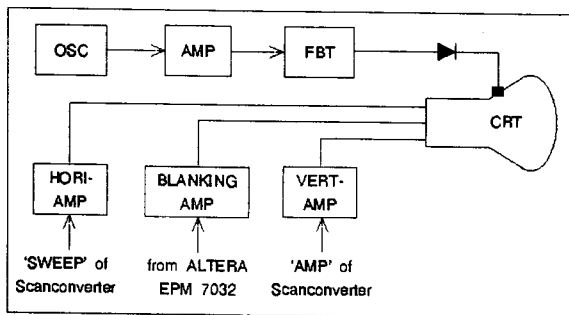 OSC
AMP
FBT
CRT
HORI-
AMP
BLANKING
AMP
VERT-
AMP
'SWEEP' of
Scanconverter
from ALTERA
EPM 7032
'AMP' of
Scanconverter